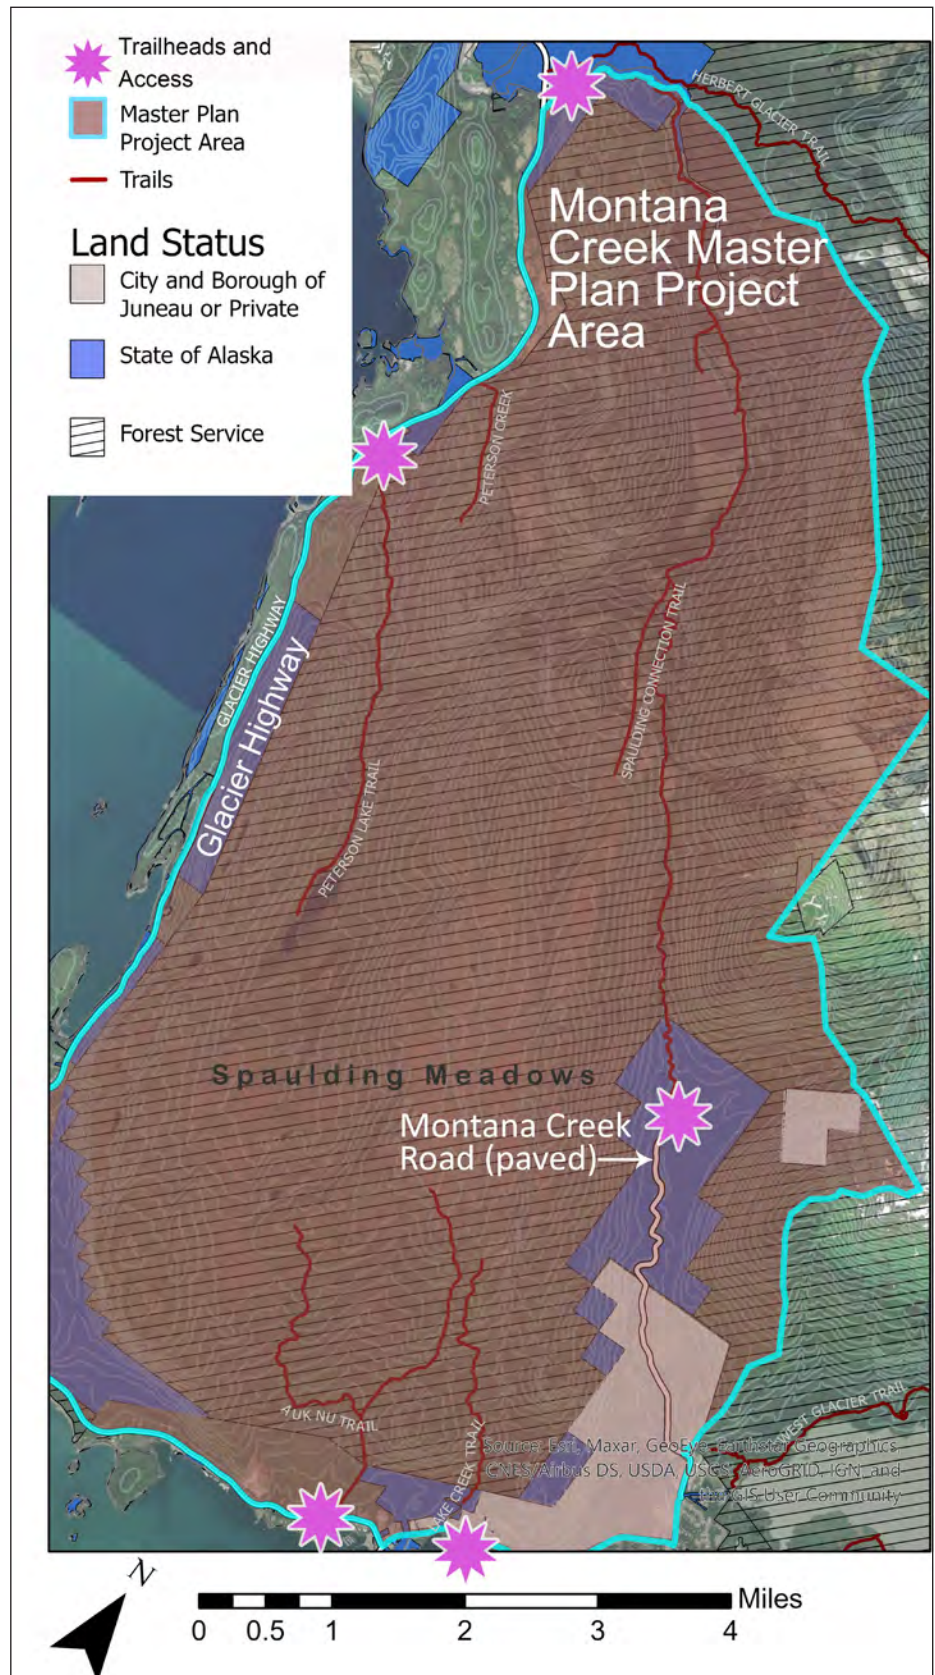 Trailheads and
Access
Master Plan
Project Area
Trails
Land Status
City and Borough of
Juneau or Private
State of Alaska
Forest Service
HERBERT GLACIER TRAIL
Montana
Creek Master
Plan Project
Area
PETERSON CREEK
GLACIER HIGHWAY
Glacier Highway
SPAULDING CONNECTION TRAIL
PETERSON LAKE TRAIL
Spaulding Meadows
Montana Creek
Road (paved)
AUK NU TRAIL
LAKE CREEK TRAIL
WEST GLACIER TRAIL
Source: Esri, Maxar, GeoEye, Earthstar Geographics,
CNES/Airbus DS, USDA, USGS, AeroGRID, IGN, and
the GIS User Community
N
Miles
0 0.5 1 2 3 4